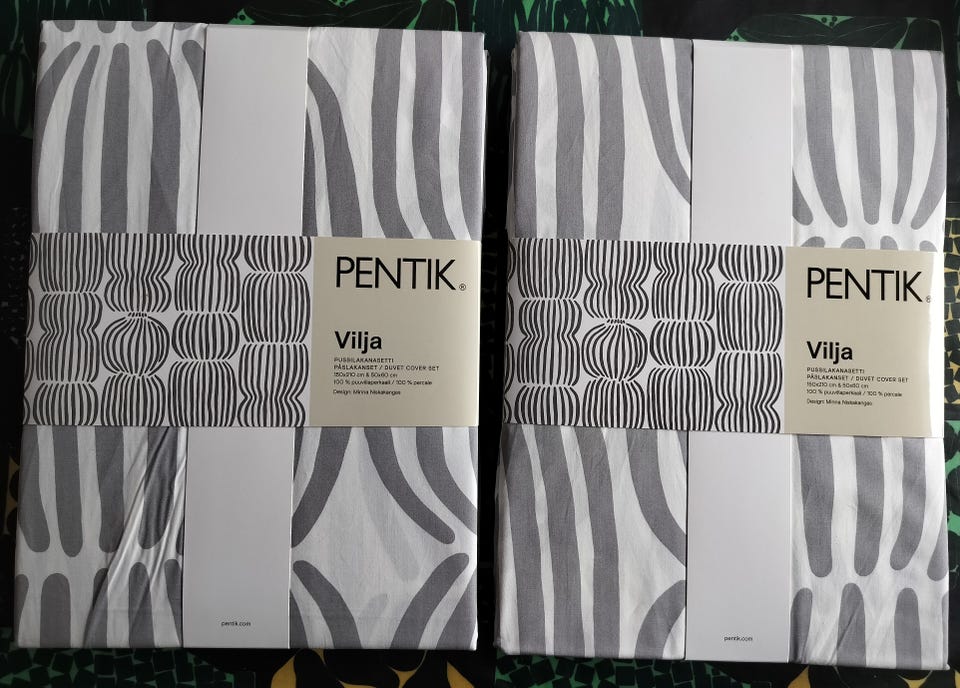 PENTIK®
Vilja
PUSSILAKANASETTI
PÅSLAKANSET / DUVET COVER SET
150x210 cm & 50x60 cm
100 % puuvillaperkaali / 100 % percale
Design: Minna Niskakangas
pentik.com
PENTIK®
Vilja
PUSSILAKANASETTI
PÅSLAKANSET / DUVET COVER SET
150x210 cm & 50x60 cm
100 % puuvillaperkaali / 100 % percale
Design: Minna Niskakangas
pentik.com